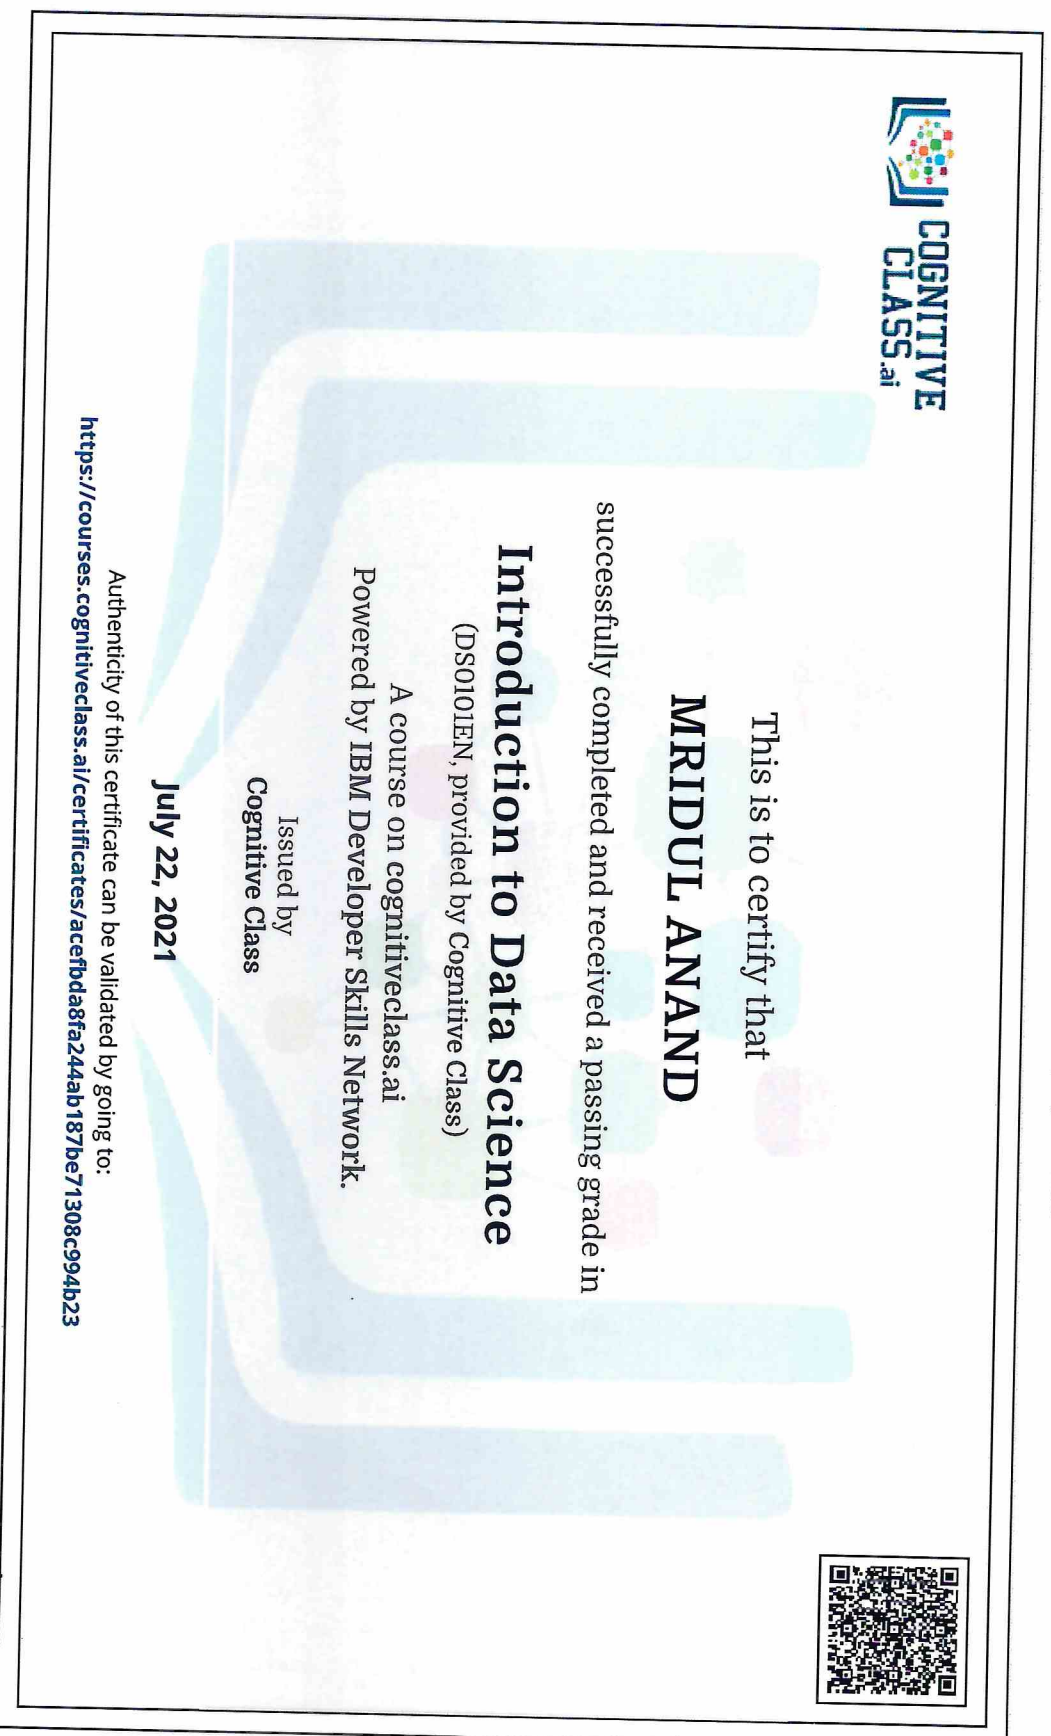 COGNITIVE
CLASS.ai
This is to certify that
MRIDUL ANAND
successfully completed and received a passing grade in
Introduction to Data Science
(DS0101EN, provided by Cognitive Class)
A course on cognitiveclass.ai
Powered by IBM Developer Skills Network.
Issued by
Cognitive Class
July 22, 2021
Authenticity of this certificate can be validated by going to:
https://courses.cognitiveclass.ai/certificates/acefbda8fa244ab187be71308c994b23